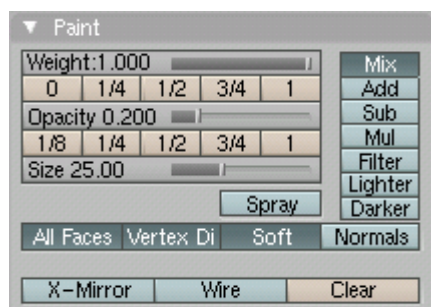 Paint
Weight:1.000
0 1/4 1/2 3/4 1
Opacity 0.200
1/8 1/4 1/2 3/4 1
Size 25.00
Spray
Mix
Add
Sub
Mul
Filter
Lighter
Darker
All Faces Vertex Di Soft Normals
X-Mirror Wire Clear